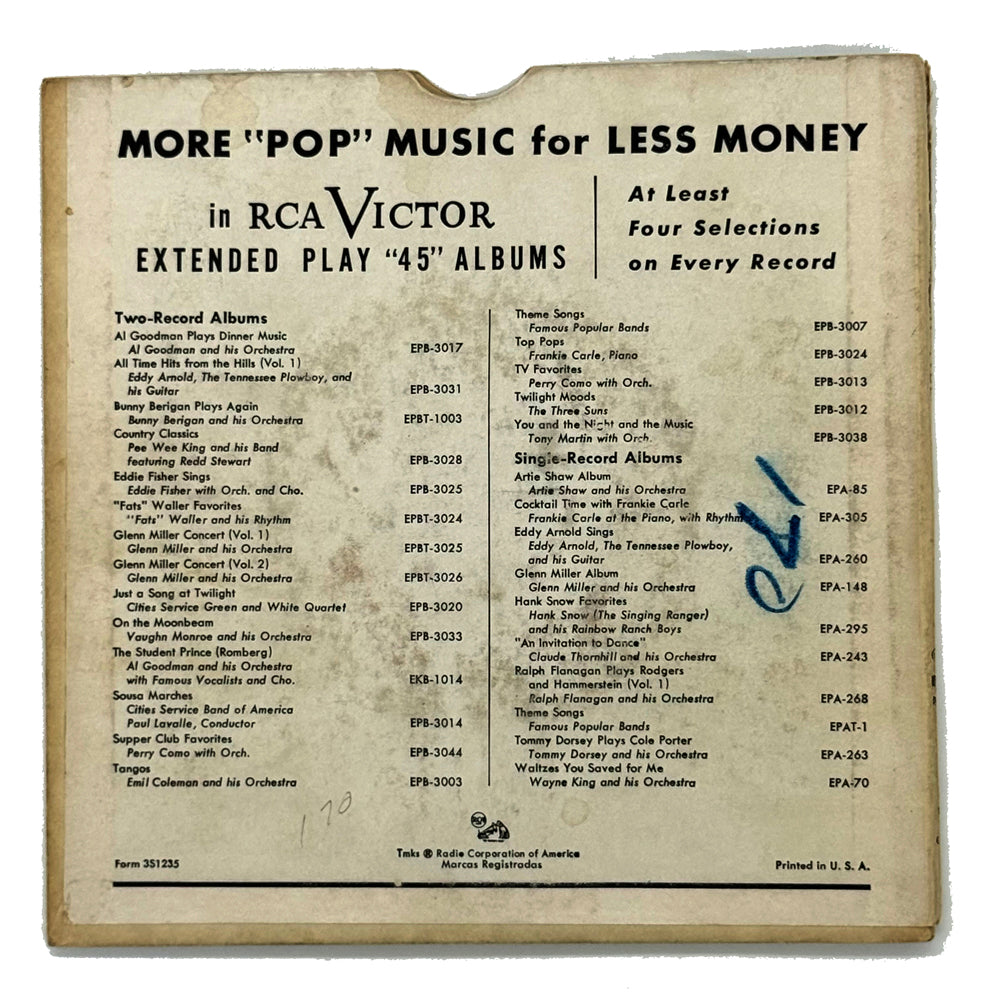 MORE "POP" MUSIC for LESS MONEY
in RCA VICTOR
EXTENDED PLAY "45" ALBUMS
At Least
Four Selections
on Every Record
Two-Record Albums
Al Goodman Plays Dinner Music
Al Goodman and his Orchestra EPB-3017
All Time Hits from the Hills (Vol. 1)
Eddy Arnold, The Tennessee Plowboy, and
his Guitar EPB-3031
Bunny Berigan Plays Again
Bunny Berigan and his Orchestra EPBT-1003
Country Classics
Pee Wee King and his Band
featuring Redd Stewart EPB-3028
Eddie Fisher Sings
Eddie Fisher with Orch. and Cho. EPB-3025
"Fats" Waller Favorites
"Fats" Waller and his Rhythm EPBT-3024
Glenn Miller Concert (Vol. 1)
Glenn Miller and his Orchestra EPBT-3025
Glenn Miller Concert (Vol. 2)
Glenn Miller and his Orchestra EPBT-3026
Just a Song at Twilight
Cities Service Green and White Quartet EPB-3020
On the Moonbeam
Vaughn Monroe and his Orchestra EPB-3033
The Student Prince (Romberg)
Al Goodman and his Orchestra
with Famous Vocalists and Cho. EKB-1014
Sousa Marches
Cities Service Band of America
Paul Lavalle, Conductor EPB-3014
Supper Club Favorites
Perry Como with Orch. EPB-3044
Tangos
Emil Coleman and his Orchestra EPB-3003
Theme Songs
Famous Popular Bands EPB-3007
Top Pops
Frankie Carle, Piano EPB-3024
TV Favorites
Perry Como with Orch. EPB-3013
Twilight Moods
The Three Suns EPB-3012
You and the Night and the Music
Tony Martin with Orch. EPB-3038
Single-Record Albums
Artie Shaw Album
Artie Shaw and his Orchestra EPA-85
Cocktail Time with Frankie Carle
Frankie Carle at the Piano, with Rhythm EPA-305
Eddy Arnold Sings
Eddy Arnold, The Tennessee Plowboy,
and his Guitar EPA-260
Glenn Miller Album
Glenn Miller and his Orchestra EPA-148
Hank Snow Favorites
Hank Snow (The Singing Ranger)
and his Rainbow Ranch Boys EPA-295
"An Invitation to Dance"
Claude Thornhill and his Orchestra EPA-243
Ralph Flanagan Plays Rodgers
and Hammerstein (Vol. 1)
Ralph Flanagan and his Orchestra EPA-268
Theme Songs
Famous Popular Bands EPAT-1
Tommy Dorsey Plays Cole Porter
Tommy Dorsey and his Orchestra EPA-263
Waltzes You Saved for Me
Wayne King and his Orchestra EPA-70
170
RCA
Tmks ® Radio Corporation of America
Marcas Registradas
Form 3S1235
Printed in U. S. A.